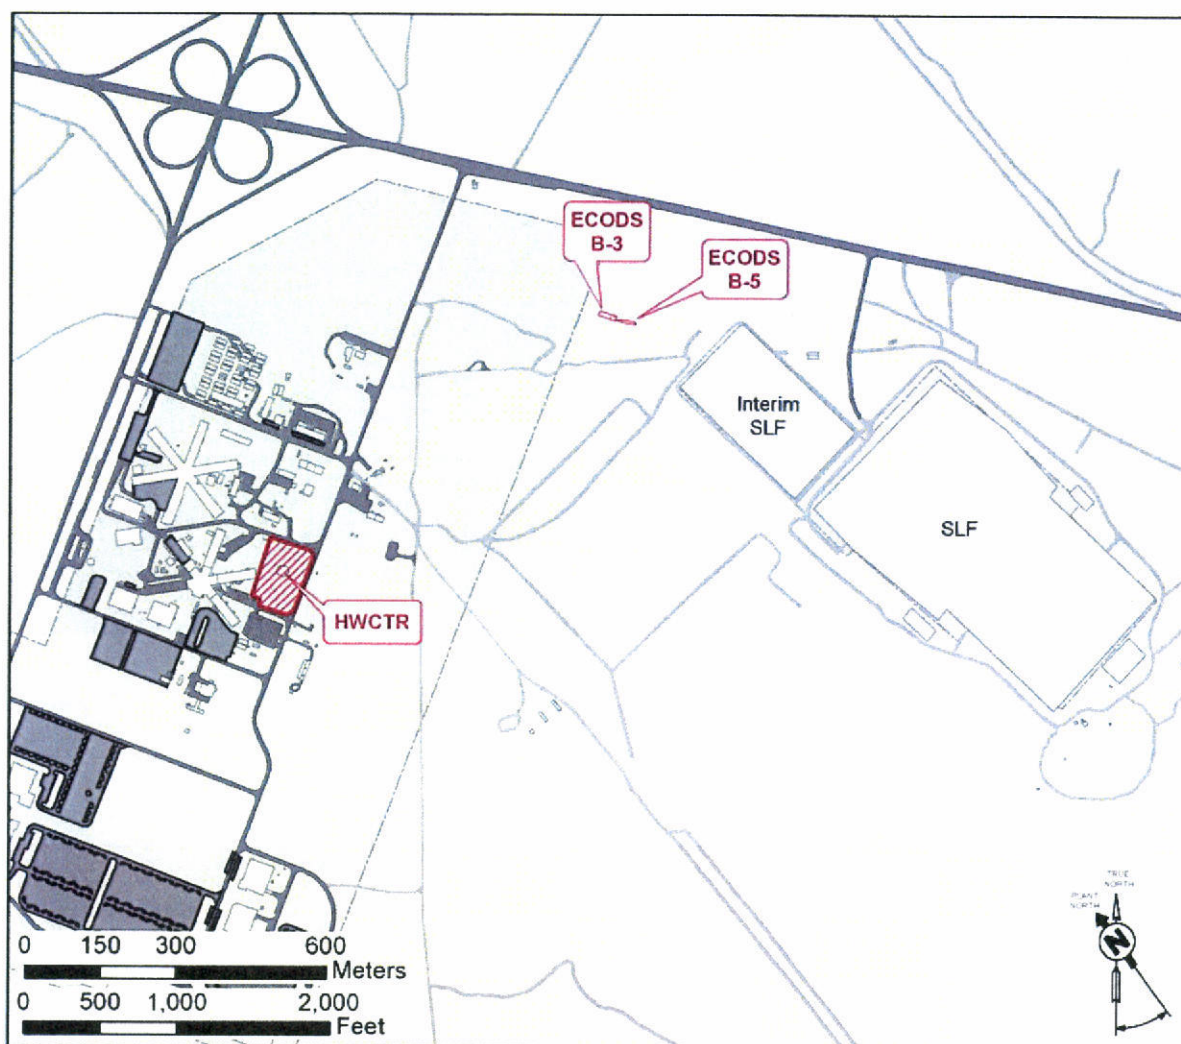 ECODS
B-3
ECODS
B-5
Interim
SLF
SLF
HWCTR
TRUE
NORTH
PLANT
NORTH
N
0 150 300 600
Meters
0 500 1,000 2,000
Feet